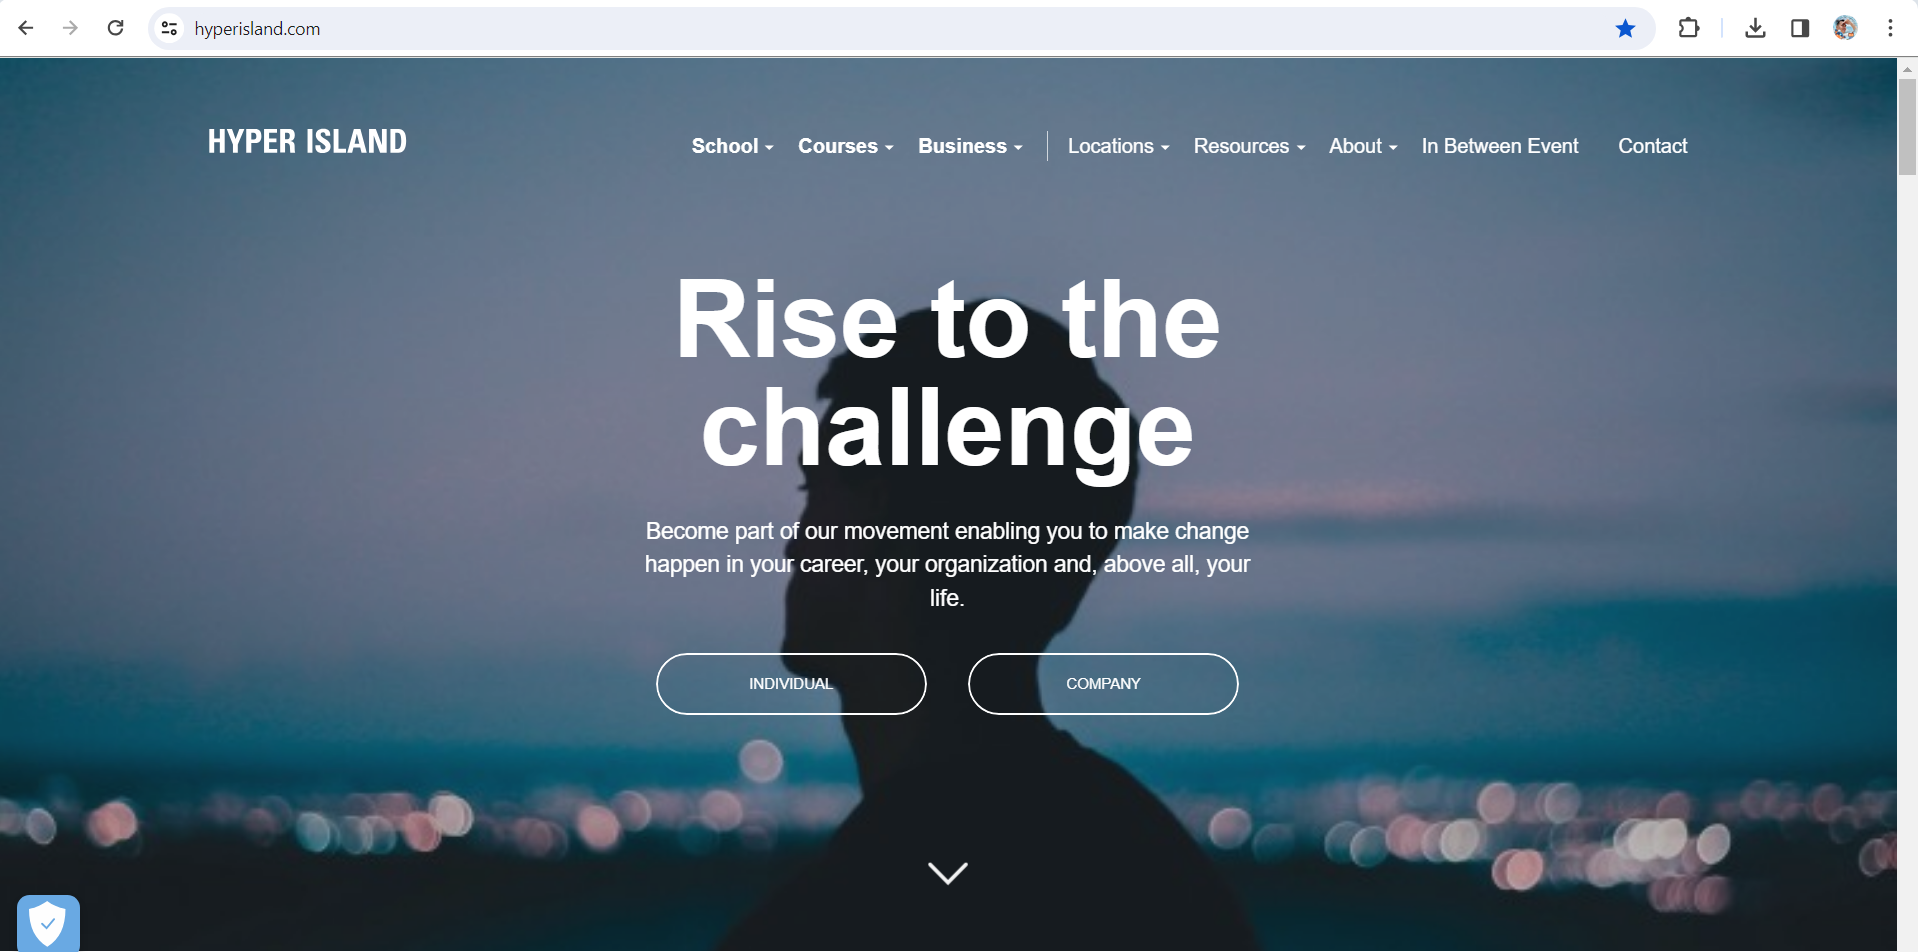 hyperisland.com
HYPER ISLAND
School Courses Business Locations Resources About In Between Event Contact
Rise to the
challenge
Become part of our movement enabling you to make change
happen in your career, your organization and, above all, your
life.
INDIVIDUAL COMPANY